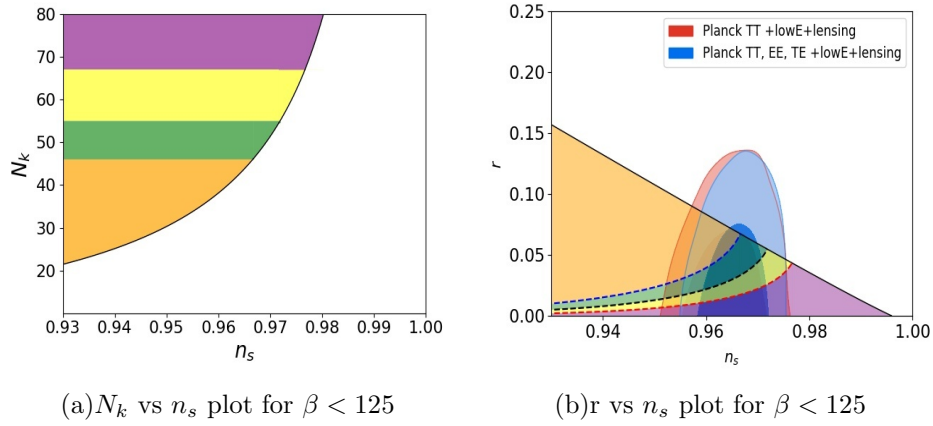 80
70
60
50
40
30
20
N_k
0.93 0.94 0.95 0.96 0.97 0.98 0.99 1.00
n_s
0.25
0.20
0.15
0.10
0.05
0.00
r
Planck TT +lowE+lensing
Planck TT, EE, TE +lowE+lensing
0.94 0.96 0.98 1.00
n_s
(a)N_k vs n_s plot for β < 125
(b)r vs n_s plot for β < 125